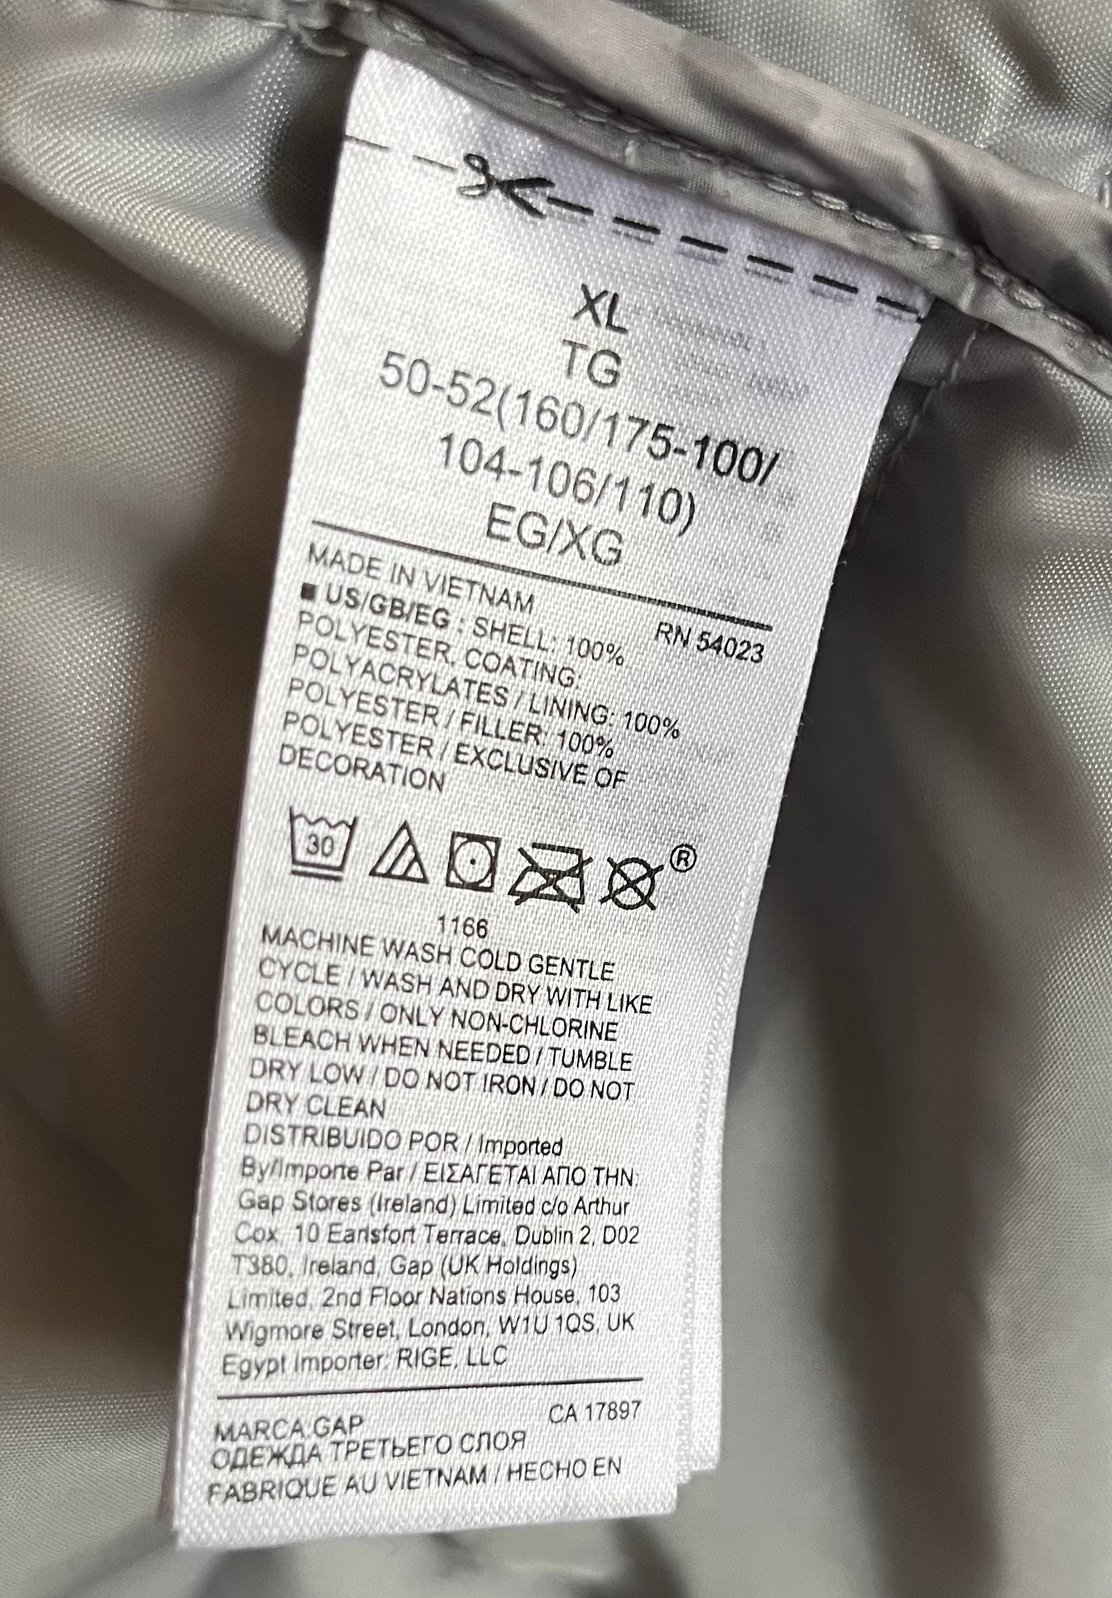 XL
TG
50-52(160/175-100/
104-106/110)
EG/XG
MADE IN VIETNAM RN 54023
■ US/GB/EG : SHELL: 100%
POLYESTER, COATING:
POLYACRYLATES / LINING: 100%
POLYESTER / FILLER: 100%
POLYESTER / EXCLUSIVE OF
DECORATION
30 ®
1166
MACHINE WASH COLD GENTLE
CYCLE / WASH AND DRY WITH LIKE
COLORS / ONLY NON-CHLORINE
BLEACH WHEN NEEDED / TUMBLE
DRY LOW / DO NOT IRON / DO NOT
DRY CLEAN
DISTRIBUIDO POR / Imported
By/Importe Par / ΕΙΣΑΓΕΤΑΙ ΑΠΟ ΤΗΝ:
Gap Stores (Ireland) Limited c/o Arthur
Cox, 10 Earlsfort Terrace, Dublin 2, D02
T380, Ireland, Gap (UK Holdings)
Limited, 2nd Floor Nations House, 103
Wigmore Street, London, W1U 1QS, UK
Egypt Importer: RIGE, LLC
MARCA:GAP CA 17897
ОДЕЖДА ТРЕТЬЕГО СЛОЯ
FABRIQUE AU VIETNAM / HECHO EN